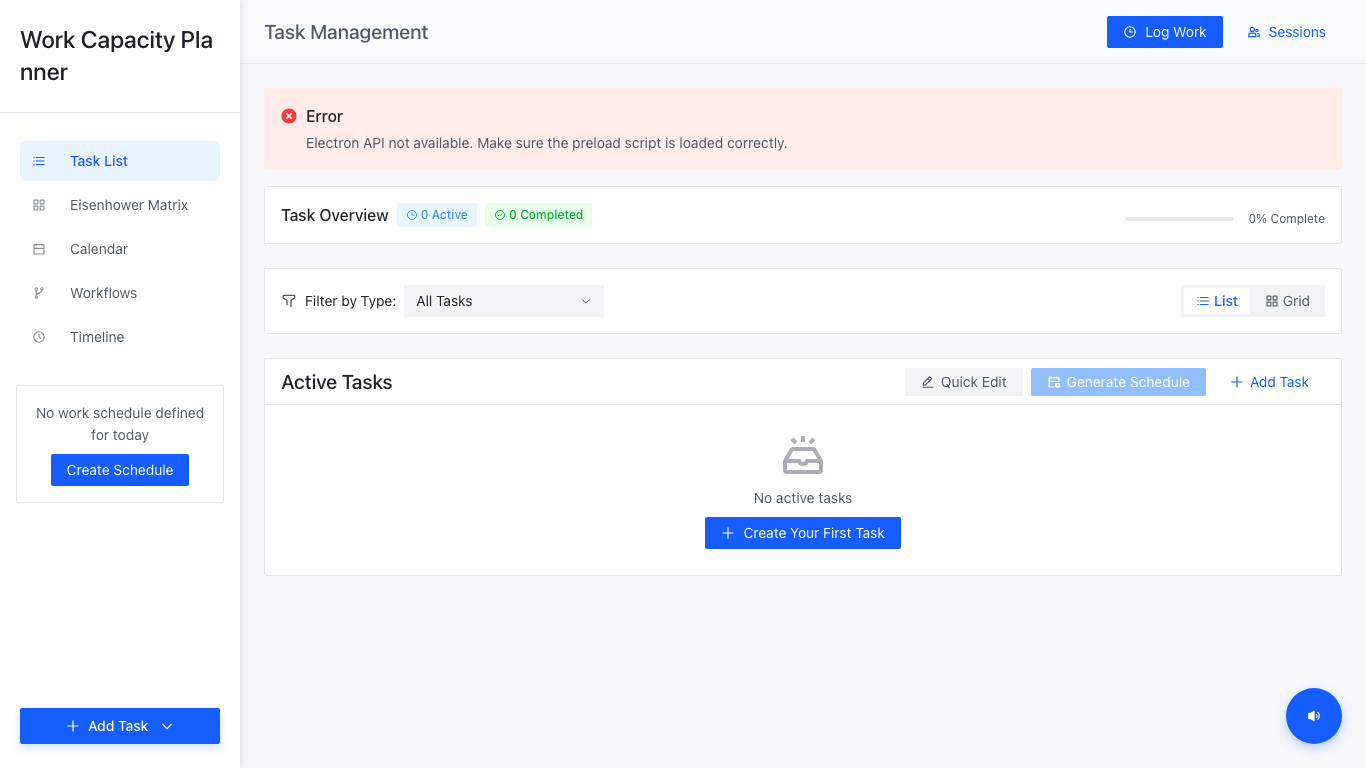 Work Capacity Pla
nner
Task List
Eisenhower Matrix
Calendar
Workflows
Timeline
No work schedule defined
for today
Create Schedule
Add Task
Task Management
Log Work
Sessions
Error
Electron API not available. Make sure the preload script is loaded correctly.
Task Overview
0 Active
0 Completed
0% Complete
Filter by Type:
All Tasks
List
Grid
Active Tasks
Quick Edit
Generate Schedule
Add Task
No active tasks
Create Your First Task